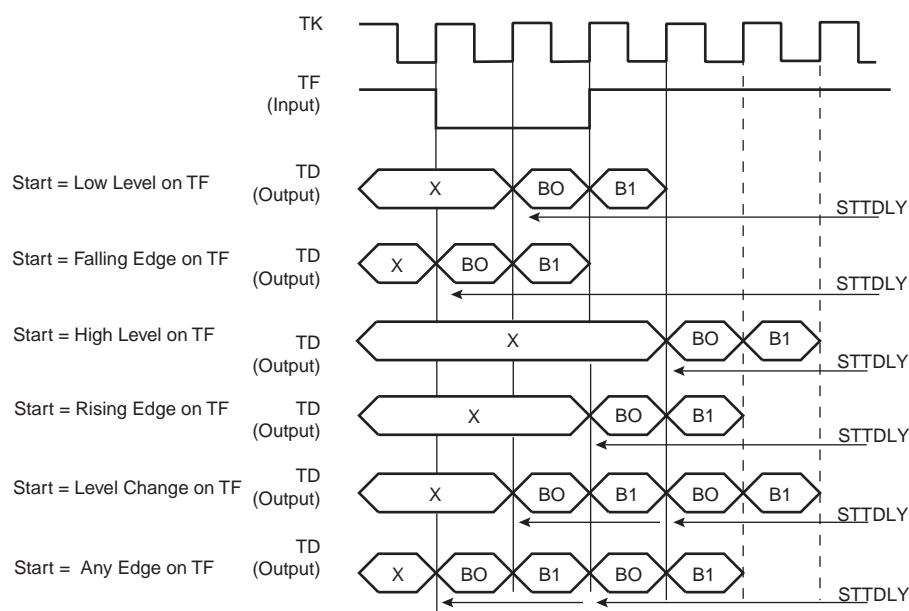 TK
TF
(Input)
Start = Low Level on TF
TD
(Output)
X
BO
B1
STTDLY
Start = Falling Edge on TF
TD
(Output)
X
BO
B1
STTDLY
Start = High Level on TF
TD
(Output)
X
BO
B1
STTDLY
Start = Rising Edge on TF
TD
(Output)
X
BO
B1
STTDLY
Start = Level Change on TF
TD
(Output)
X
BO
B1
BO
B1
STTDLY
Start = Any Edge on TF
TD
(Output)
X
BO
B1
BO
B1
STTDLY